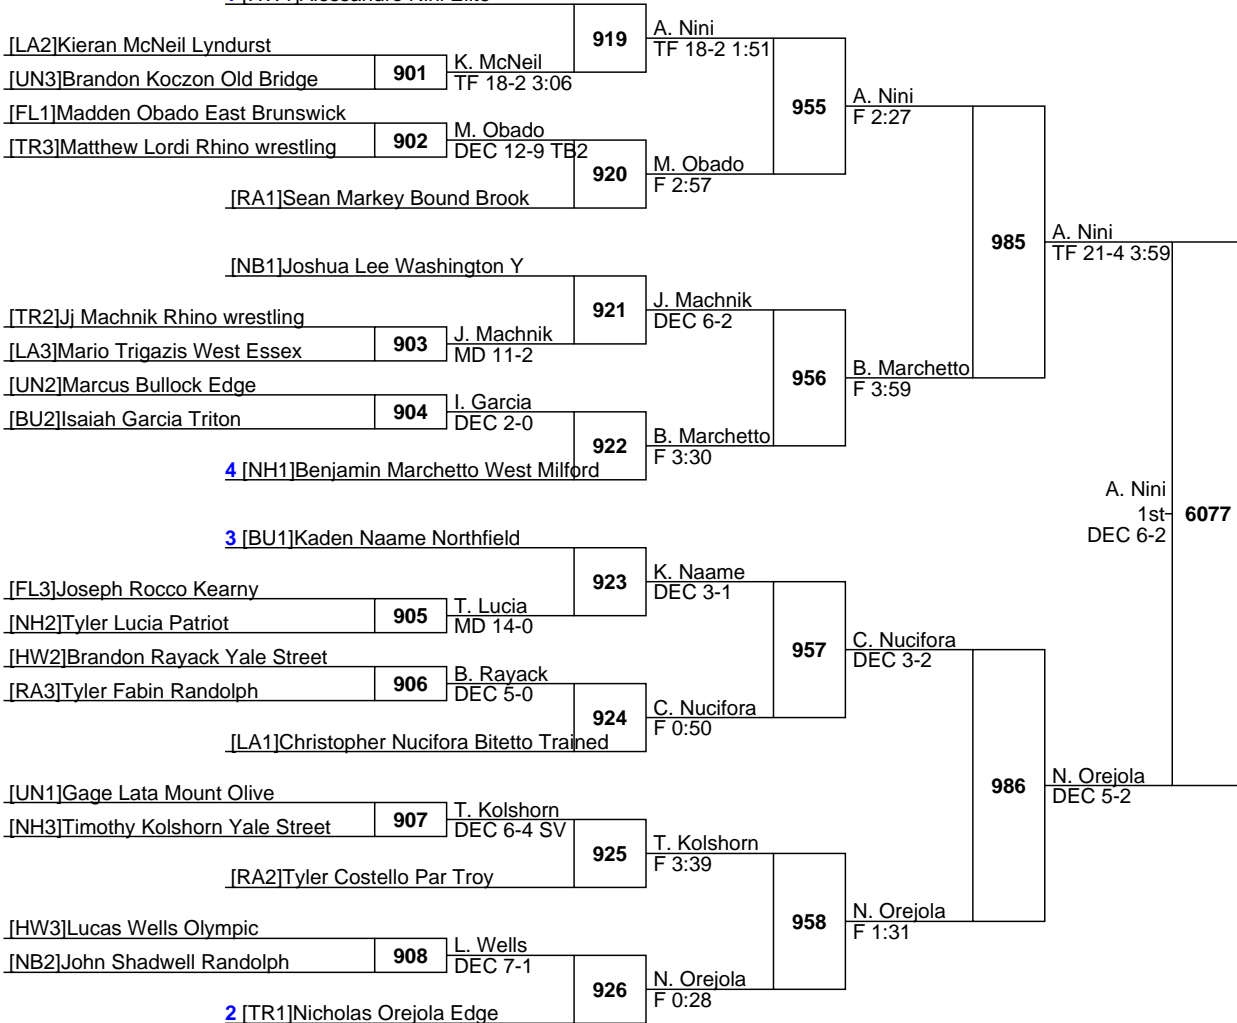 919
A. Nini
TF 18-2 1:51
[LA2]Kieran McNeil Lyndurst
[UN3]Brandon Koczon Old Bridge
901
K. McNeil
TF 18-2 3:06
955
A. Nini
F 2:27
[FL1]Madden Obado East Brunswick
[TR3]Matthew Lordi Rhino wrestling
902
M. Obado
DEC 12-9 TB2
920
M. Obado
F 2:57
[RA1]Sean Markey Bound Brook
985
A. Nini
TF 21-4 3:59
[NB1]Joshua Lee Washington Y
921
J. Machnik
DEC 6-2
[TR2]Jj Machnik Rhino wrestling
[LA3]Mario Trigazis West Essex
903
J. Machnik
MD 11-2
956
B. Marchetto
F 3:59
[UN2]Marcus Bullock Edge
[BU2]Isaiah Garcia Triton
904
I. Garcia
DEC 2-0
922
B. Marchetto
F 3:30
4 [NH1]Benjamin Marchetto West Milford
A. Nini
1st
DEC 6-2
6077
3 [BU1]Kaden Naame Northfield
923
K. Naame
DEC 3-1
[FL3]Joseph Rocco Kearny
[NH2]Tyler Lucia Patriot
905
T. Lucia
MD 14-0
957
C. Nucifora
DEC 3-2
[HW2]Brandon Rayack Yale Street
[RA3]Tyler Fabin Randolph
906
B. Rayack
DEC 5-0
924
C. Nucifora
F 0:50
[LA1]Christopher Nucifora Bitetto Trained
986
N. Orejola
DEC 5-2
[UN1]Gage Lata Mount Olive
[NH3]Timothy Kolshorn Yale Street
907
T. Kolshorn
DEC 6-4 SV
925
T. Kolshorn
F 3:39
[RA2]Tyler Costello Par Troy
958
N. Orejola
F 1:31
[HW3]Lucas Wells Olympic
[NB2]John Shadwell Randolph
908
L. Wells
DEC 7-1
926
N. Orejola
F 0:28
2 [TR1]Nicholas Orejola Edge